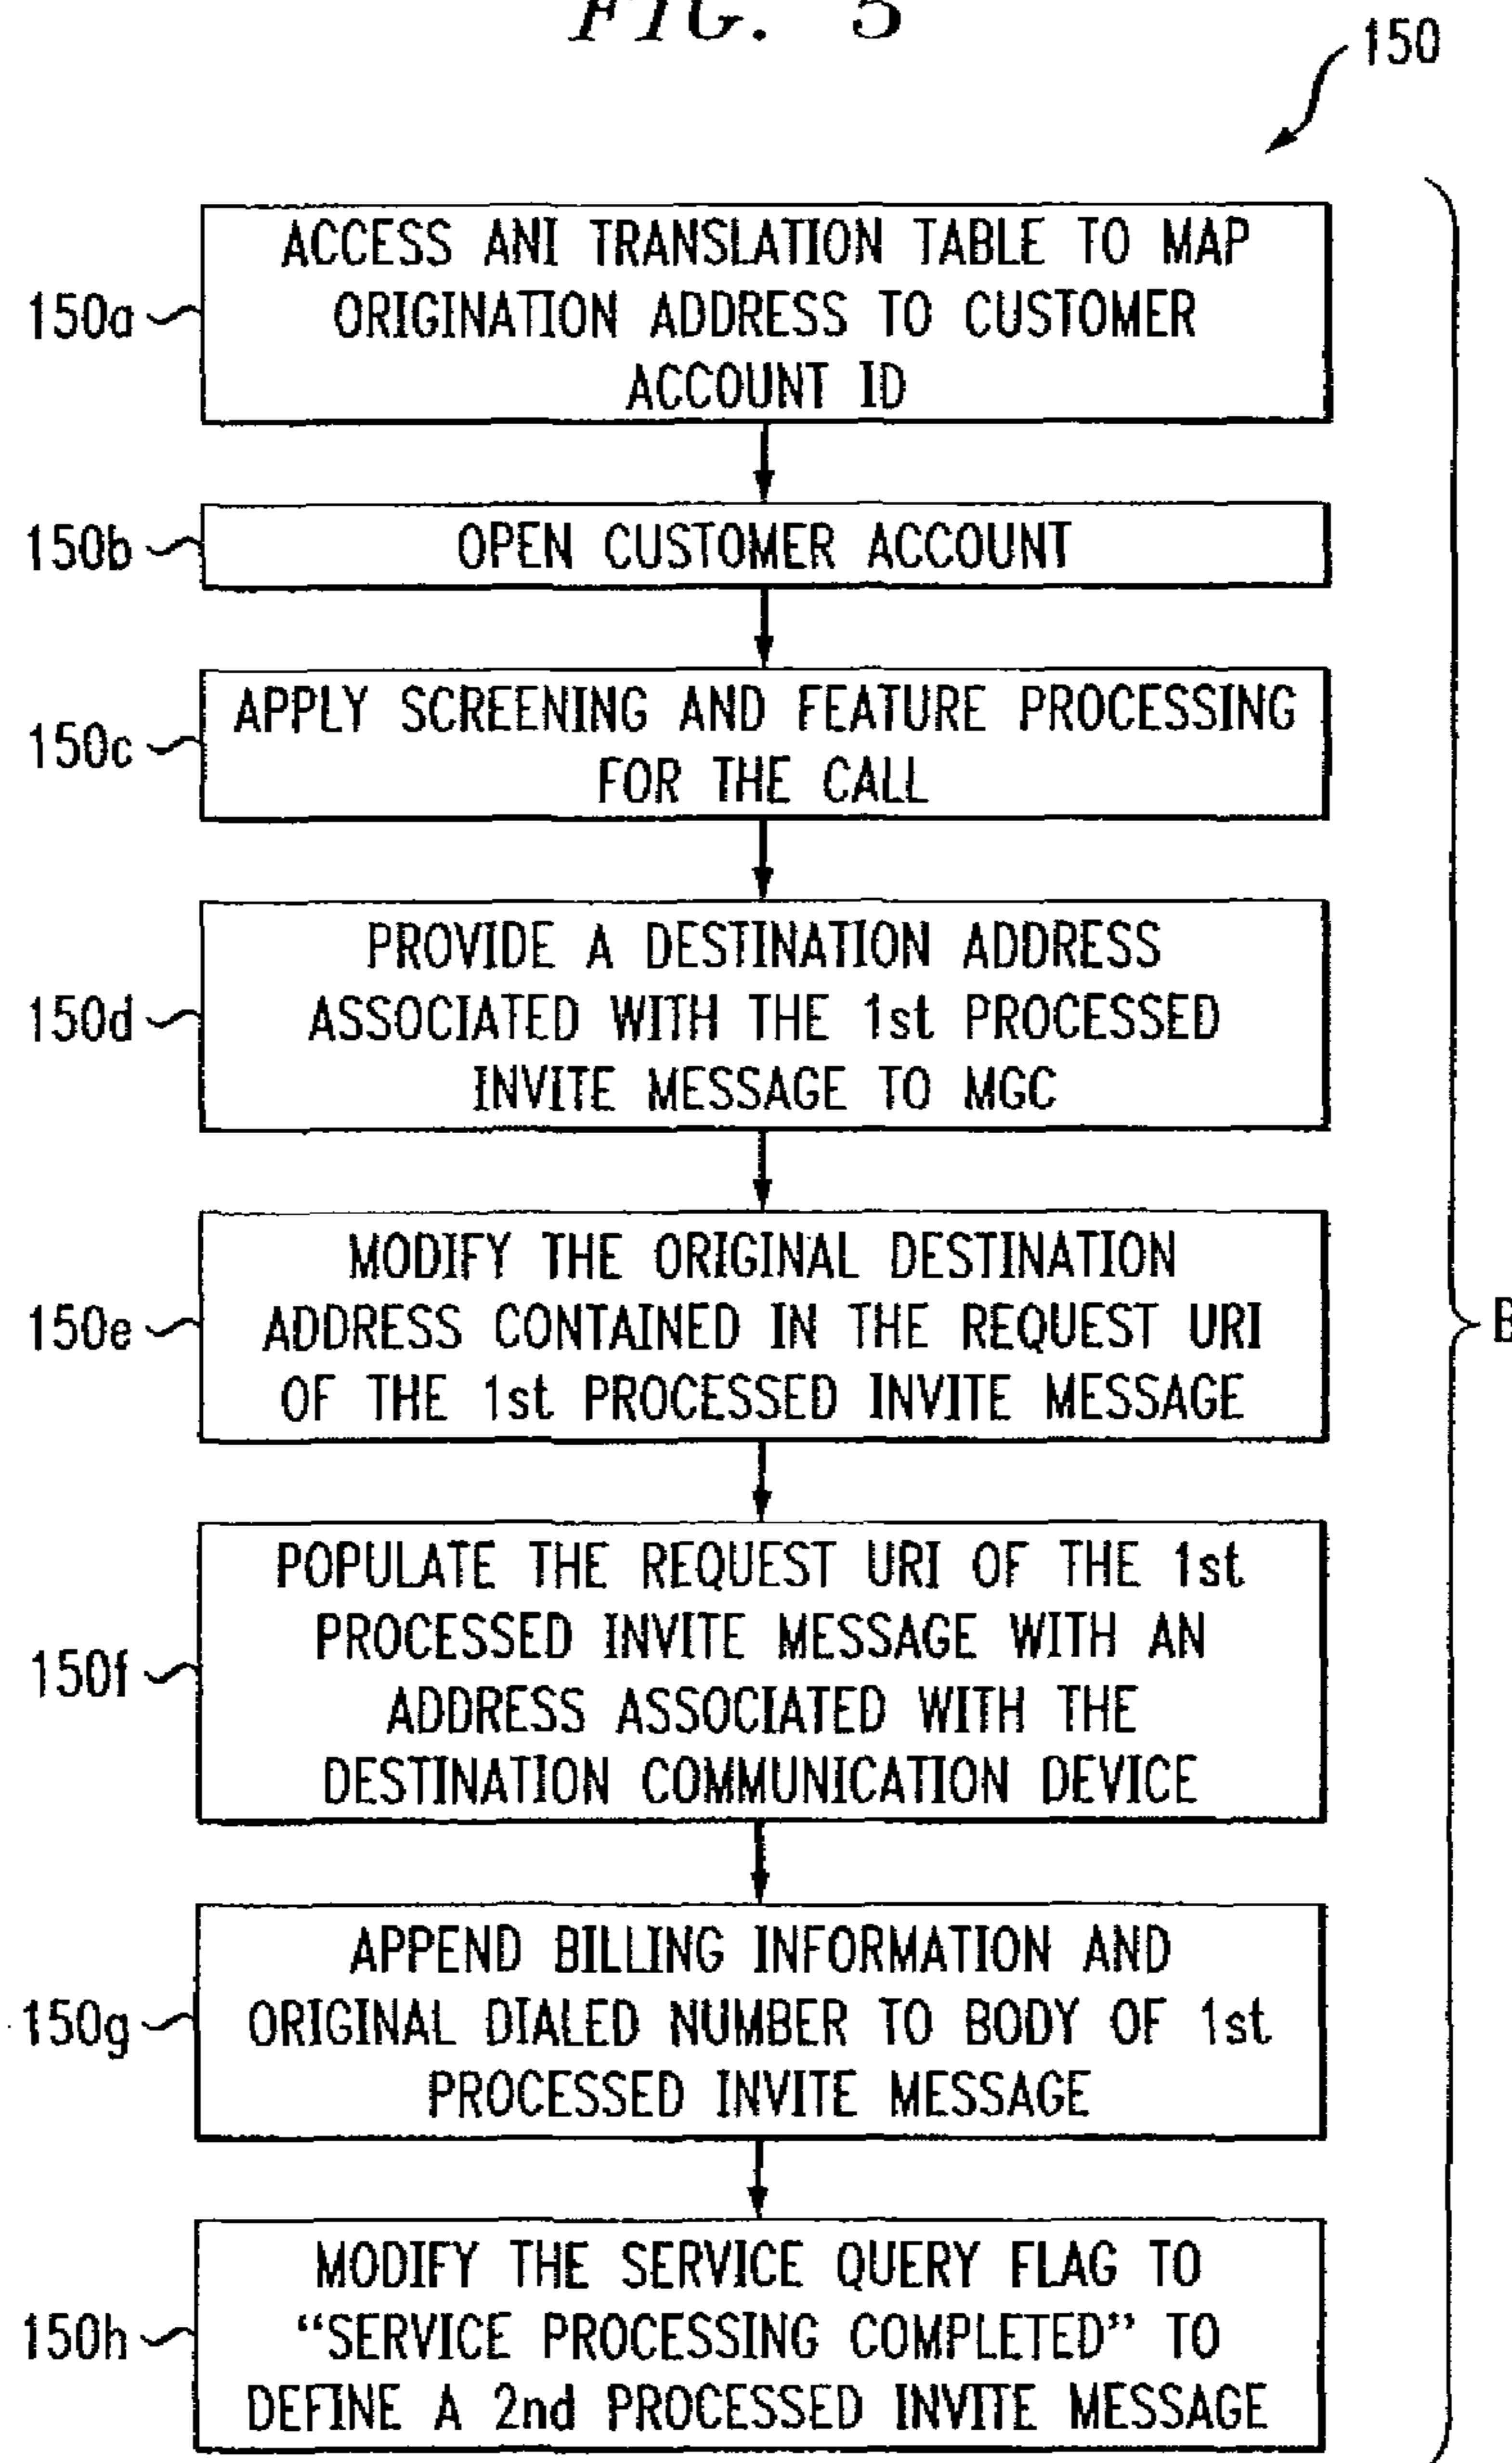 FIG. 5
150
150a
ACCESS ANI TRANSLATION TABLE TO MAP
ORIGINATION ADDRESS TO CUSTOMER
ACCOUNT ID
150b
OPEN CUSTOMER ACCOUNT
150c
APPLY SCREENING AND FEATURE PROCESSING
FOR THE CALL
150d
PROVIDE A DESTINATION ADDRESS
ASSOCIATED WITH THE 1st PROCESSED
INVITE MESSAGE TO MGC
150e
MODIFY THE ORIGINAL DESTINATION
ADDRESS CONTAINED IN THE REQUEST URI
OF THE 1st PROCESSED INVITE MESSAGE
B
150f
POPULATE THE REQUEST URI OF THE 1st
PROCESSED INVITE MESSAGE WITH AN
ADDRESS ASSOCIATED WITH THE
DESTINATION COMMUNICATION DEVICE
150g
APPEND BILLING INFORMATION AND
ORIGINAL DIALED NUMBER TO BODY OF 1st
PROCESSED INVITE MESSAGE
150h
MODIFY THE SERVICE QUERY FLAG TO
“SERVICE PROCESSING COMPLETED” TO
DEFINE A 2nd PROCESSED INVITE MESSAGE